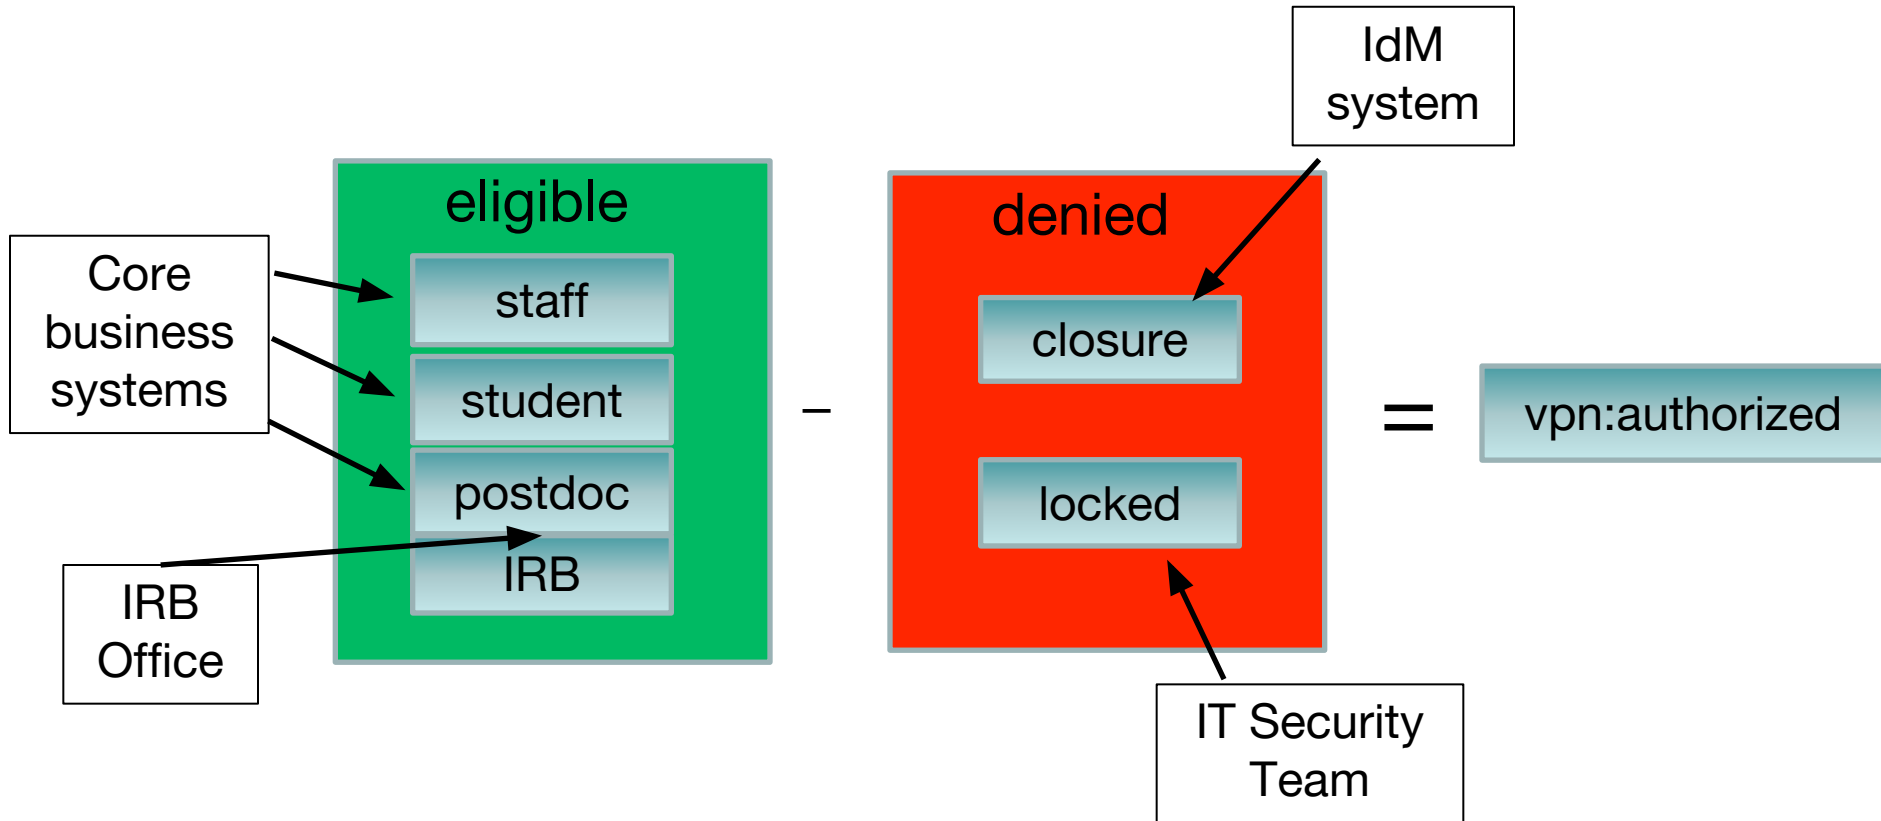 IdM
system
eligible
denied
Core
business
systems
staff
student
postdoc
IRB
closure
locked
–
=
vpn:authorized
IRB
Office
IT Security
Team